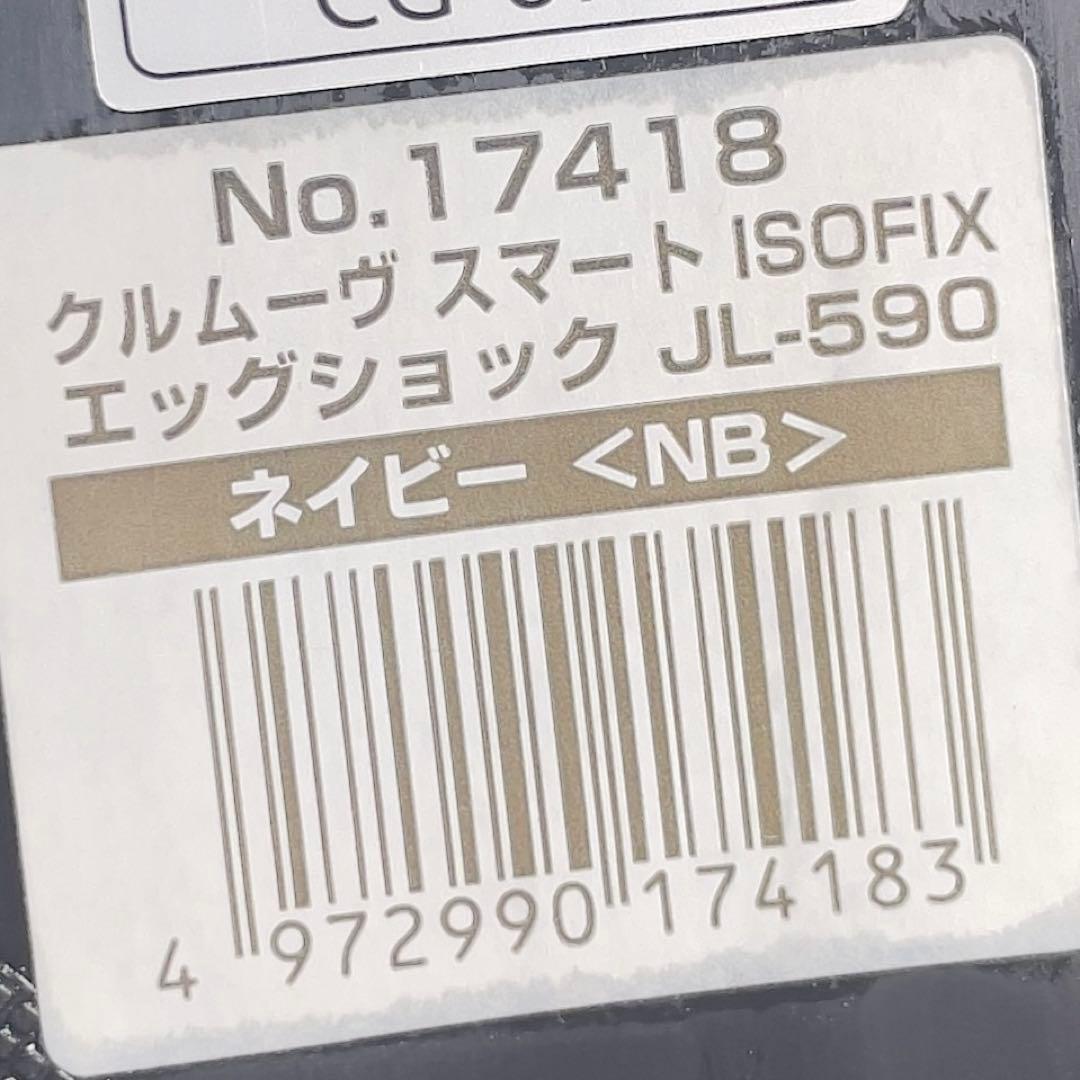 No.17418
クルムーヴ スマート ISOFIX
エッグショック JL-590
ネイビー <NB>
4 972990 174183